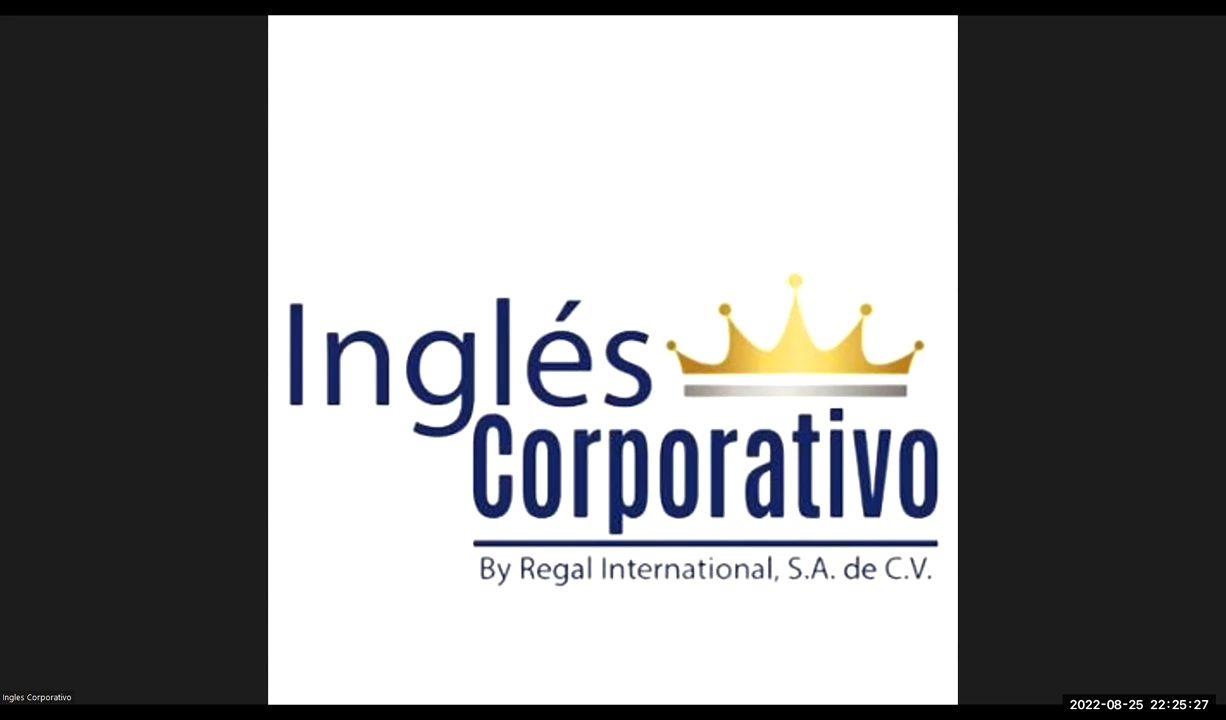 Inglés
Corporativo
By Regal International, S.A. de C.V.
Ingles Corporativo
2022-08-25 22:25:27